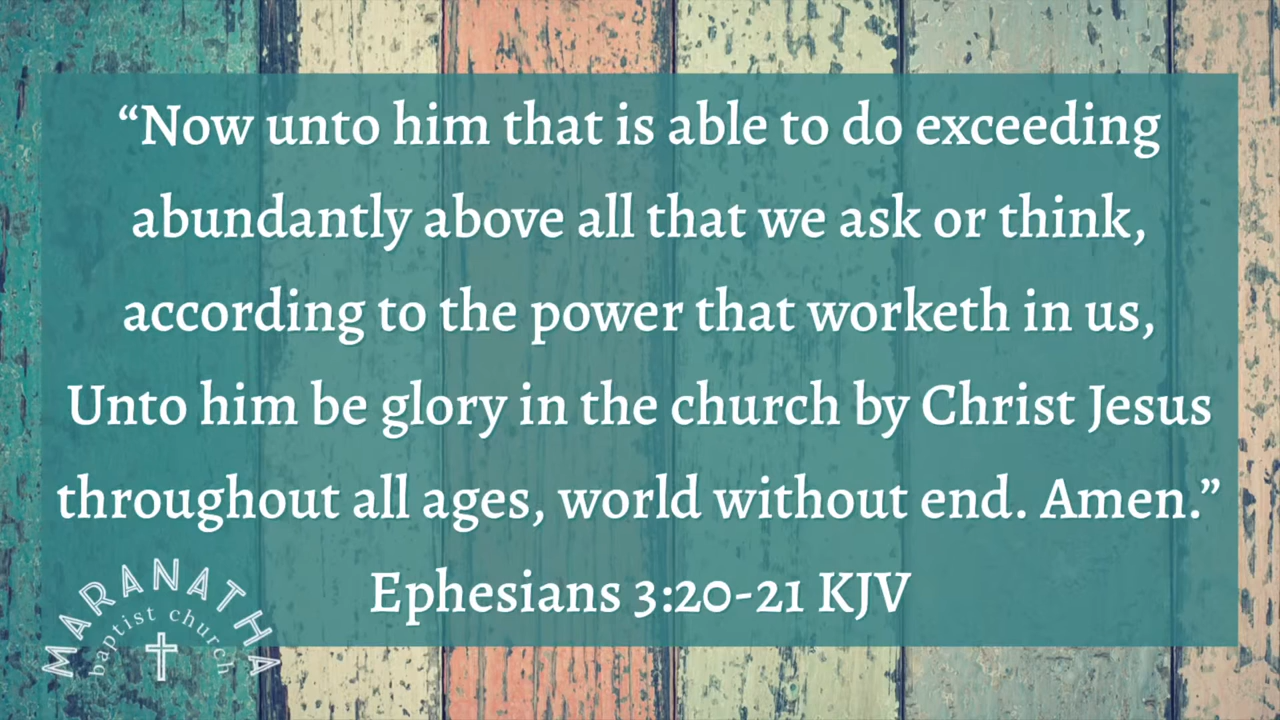 “Now unto him that is able to do exceeding
abundantly above all that we ask or think,
according to the power that worketh in us,
Unto him be glory in the church by Christ Jesus
throughout all ages, world without end. Amen.”
Ephesians 3:20-21 KJV
MARANATHA
baptist church